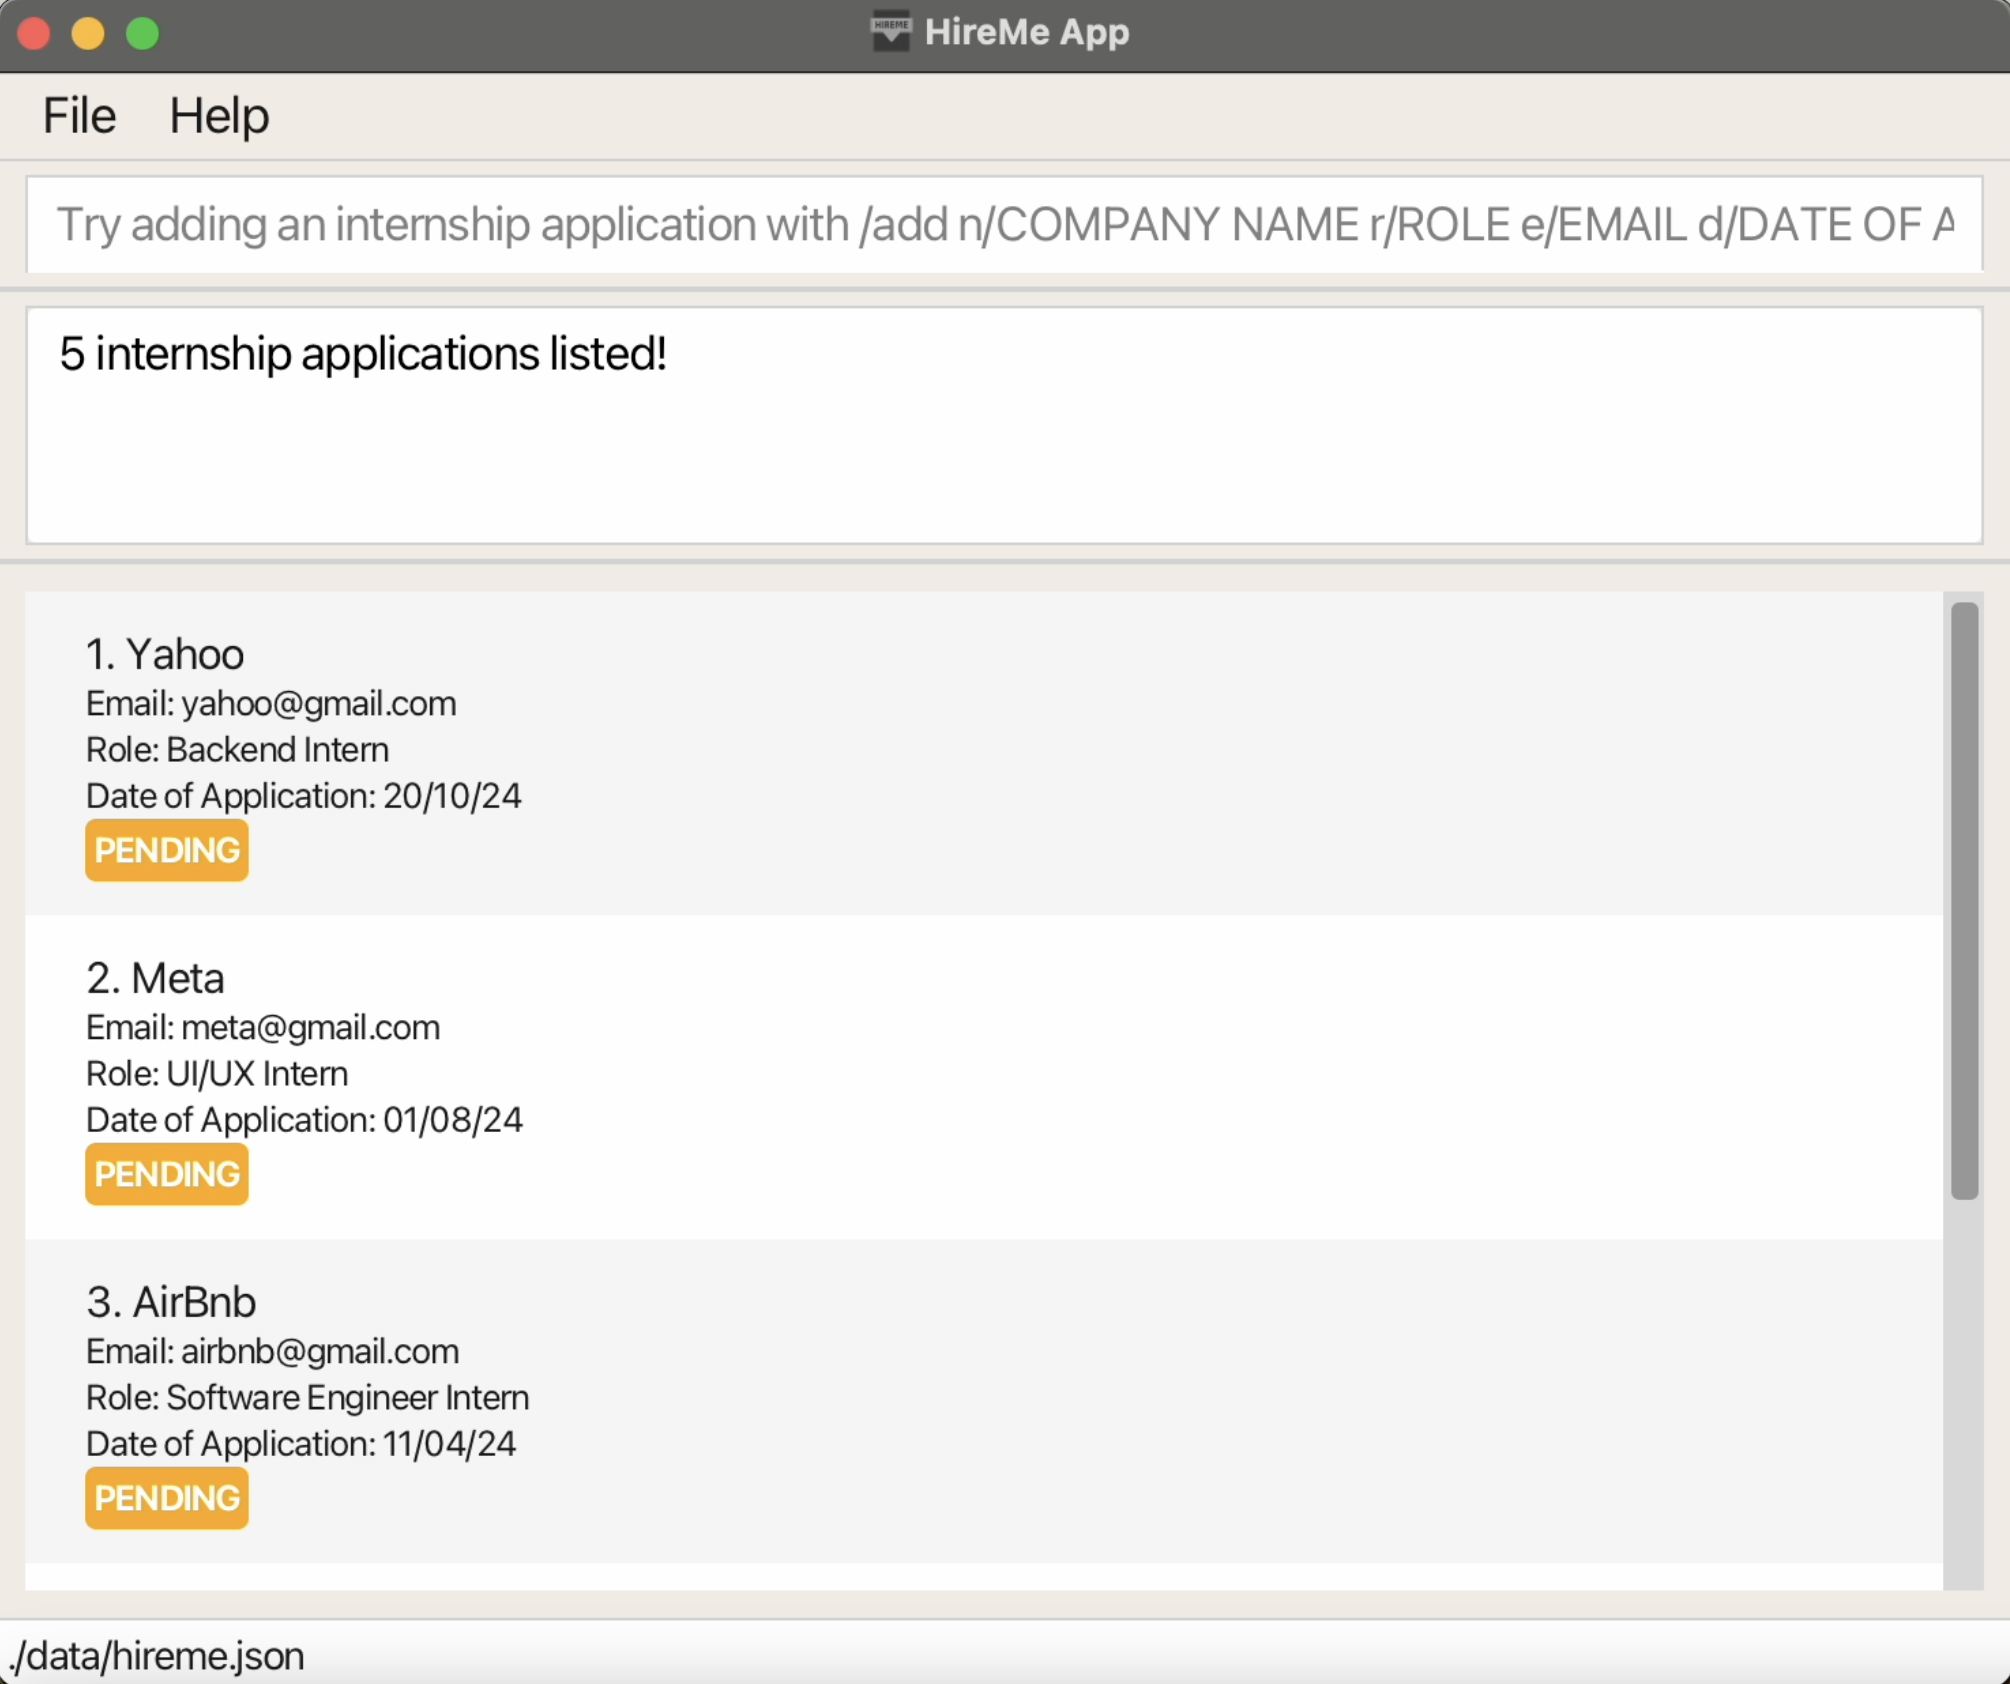 HIREME
HireMe App
File Help
Try adding an internship application with /add n/COMPANY NAME r/ROLE e/EMAIL d/DATE OF A
5 internship applications listed!
1. Yahoo
Email: yahoo@gmail.com
Role: Backend Intern
Date of Application: 20/10/24
PENDING
2. Meta
Email: meta@gmail.com
Role: UI/UX Intern
Date of Application: 01/08/24
PENDING
3. AirBnb
Email: airbnb@gmail.com
Role: Software Engineer Intern
Date of Application: 11/04/24
PENDING
./data/hireme.json